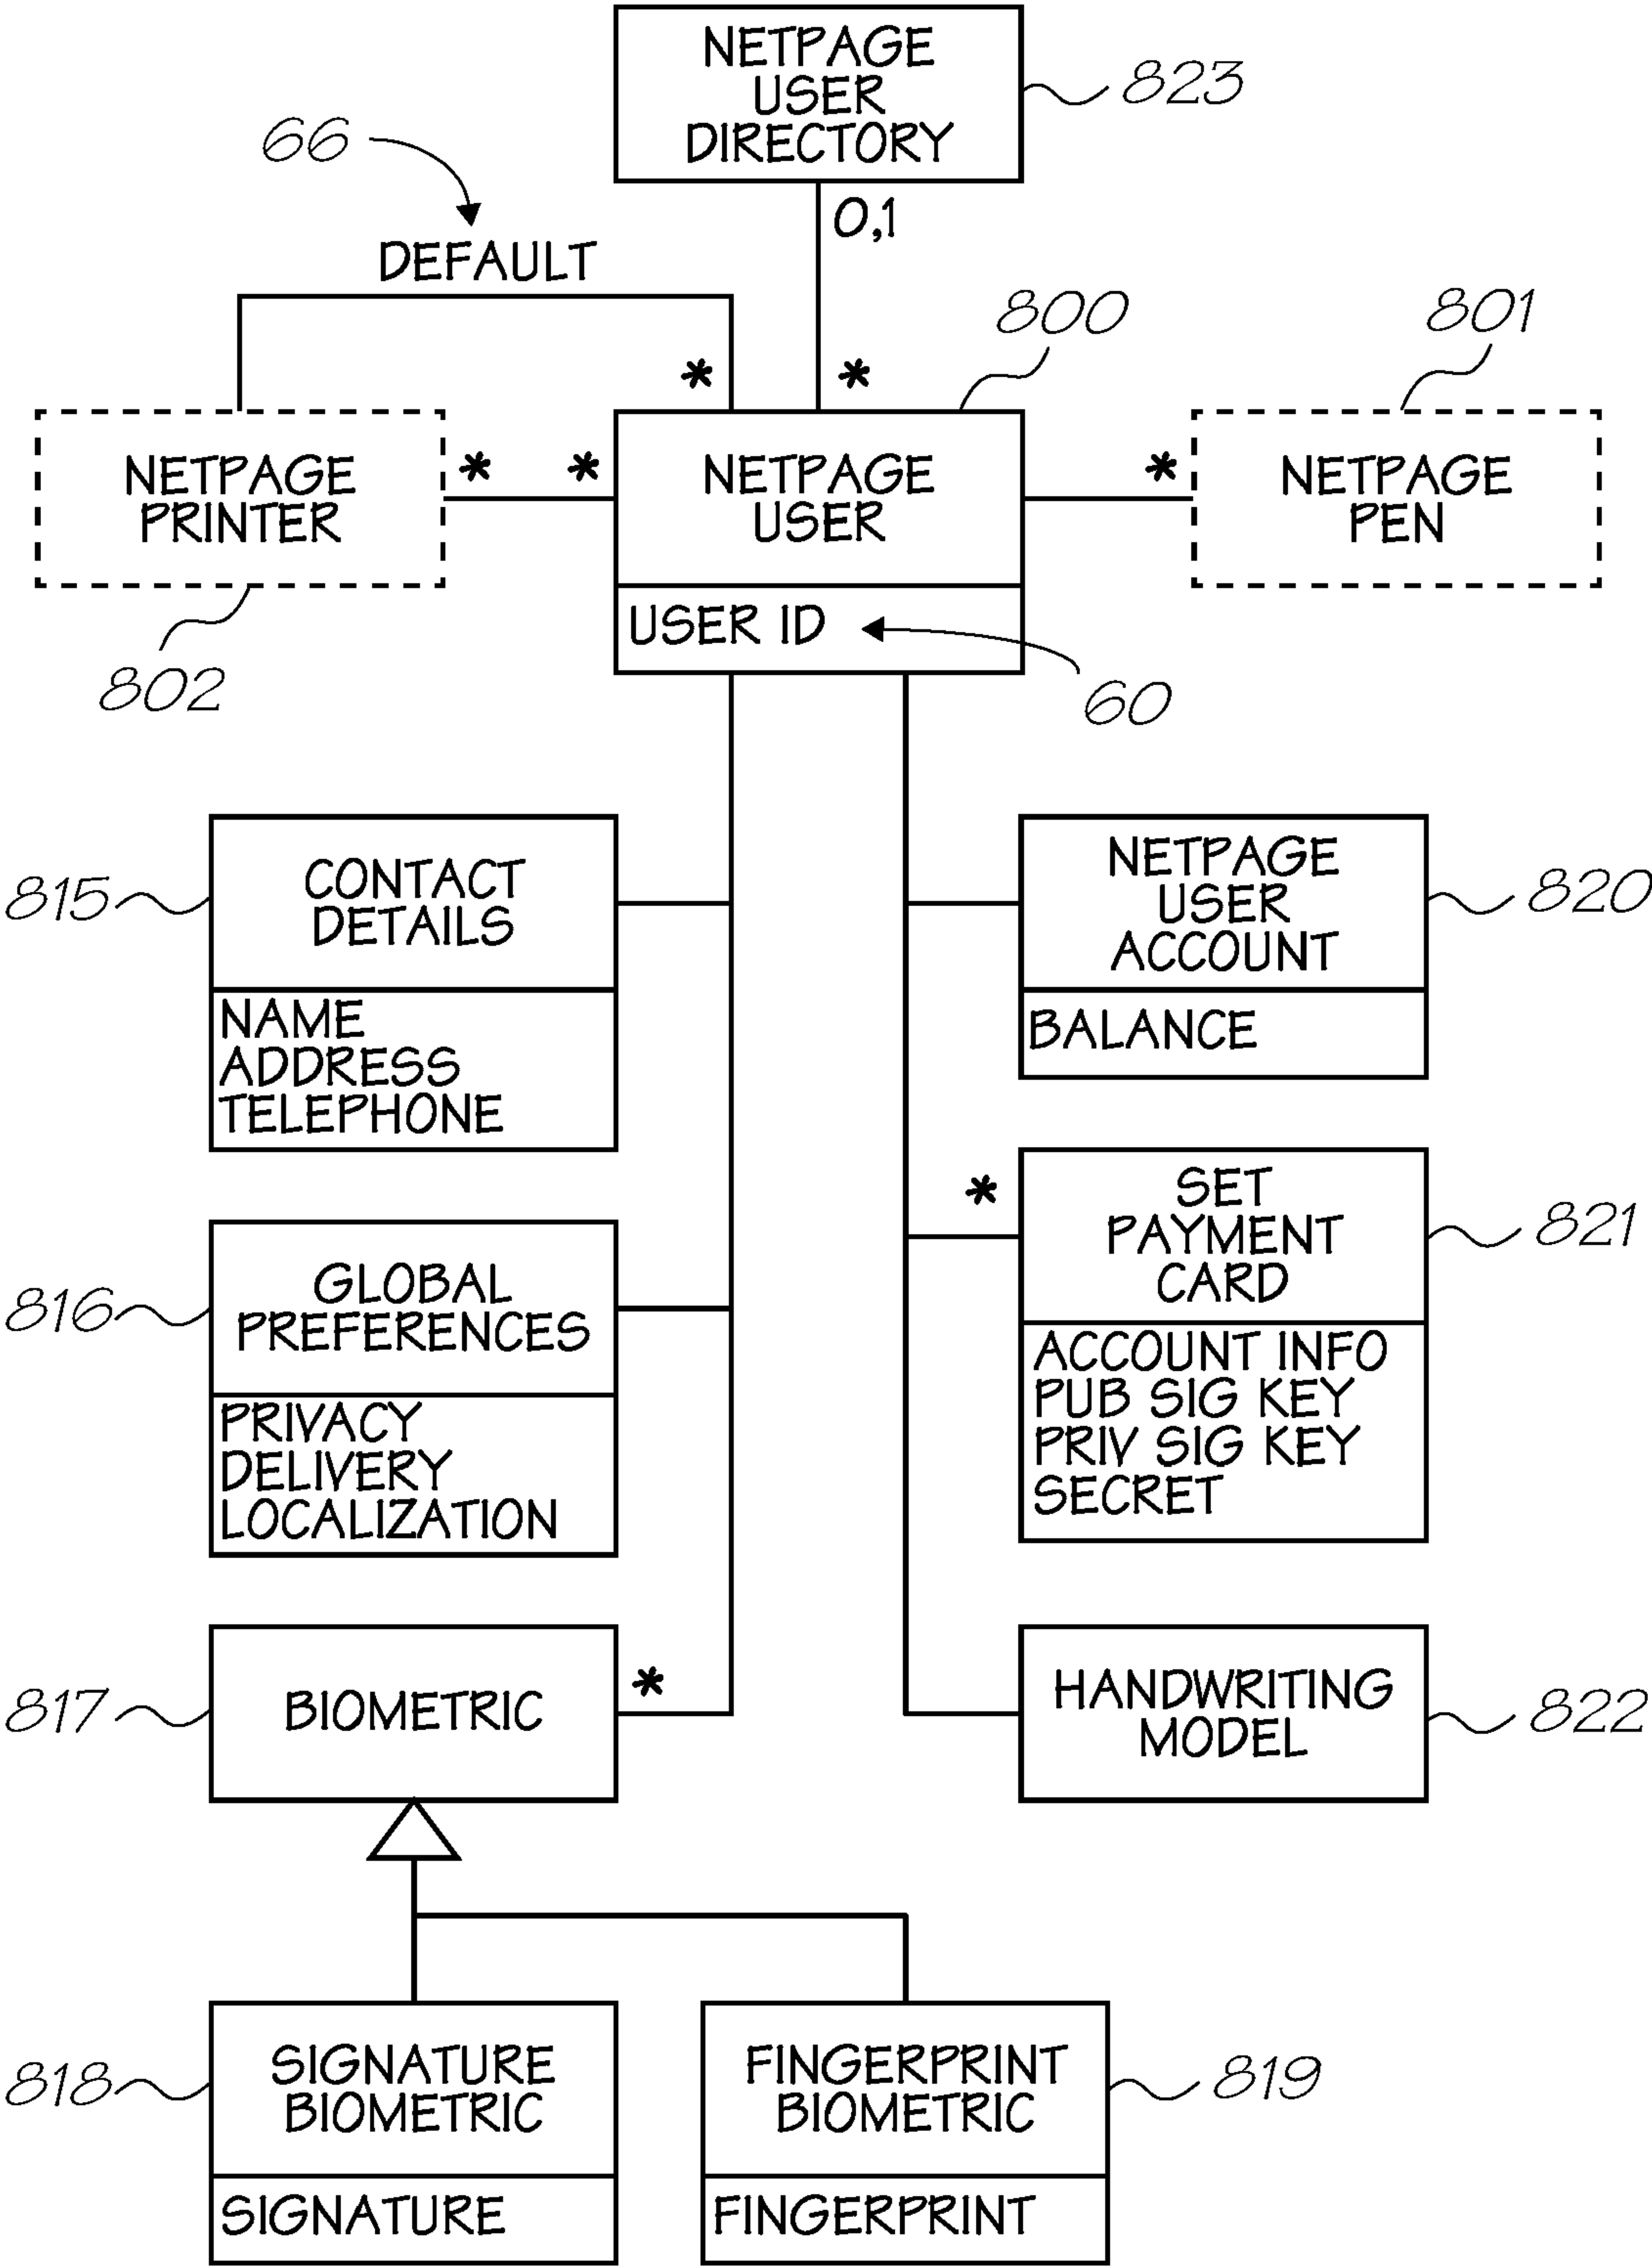 NETPAGE
USER
DIRECTORY
823
66
0,1
DEFAULT
800
801
*
*
NETPAGE
PRINTER
*
*
NETPAGE
USER
*
NETPAGE
PEN
USER ID
802
60
815
CONTACT
DETAILS
NAME
ADDRESS
TELEPHONE
NETPAGE
USER
ACCOUNT
820
BALANCE
816
GLOBAL
PREFERENCES
PRIVACY
DELIVERY
LOCALIZATION
*
SET
PAYMENT
CARD
821
ACCOUNT INFO
PUB SIG KEY
PRIV SIG KEY
SECRET
817
BIOMETRIC
*
HANDWRITING
MODEL
822
818
SIGNATURE
BIOMETRIC
SIGNATURE
FINGERPRINT
BIOMETRIC
819
FINGERPRINT